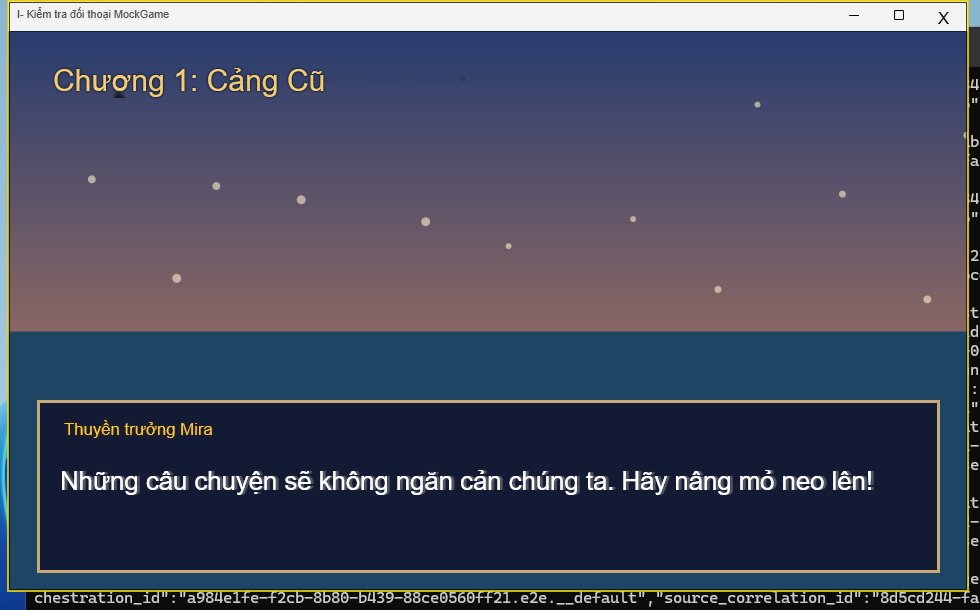 I- Kiểm tra đối thoại MockGame
Chương 1: Cảng Cũ
Thuyền trưởng Mira
Những câu chuyện sẽ không ngăn cản chúng ta. Hãy nâng mỏ neo lên!
chestration_id":"a984e1fe-f2cb-8b80-b439-88ce0560ff21.e2e.__default","source_correlation_id":"8d5cd244-fa